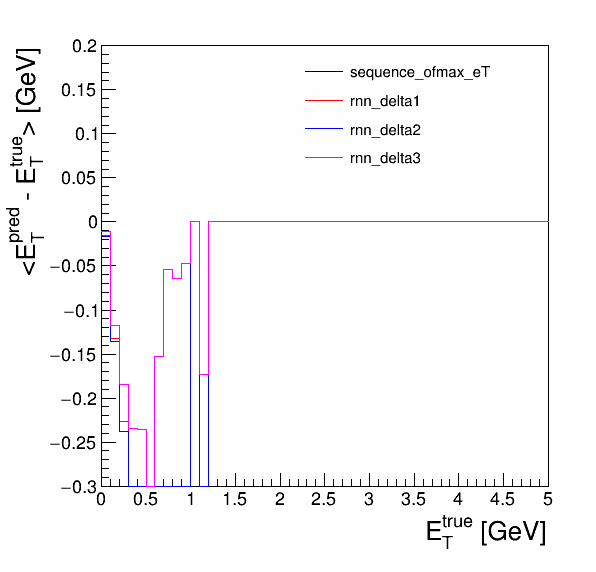 <E_T^pred - E_T^true> [GeV]
0.2
0.15
0.1
0.05
0
−0.05
−0.1
−0.15
−0.2
−0.25
−0.3
sequence_ofmax_eT
rnn_delta1
rnn_delta2
rnn_delta3
0 0.5 1 1.5 2 2.5 3 3.5 4 4.5 5
E_T^true [GeV]